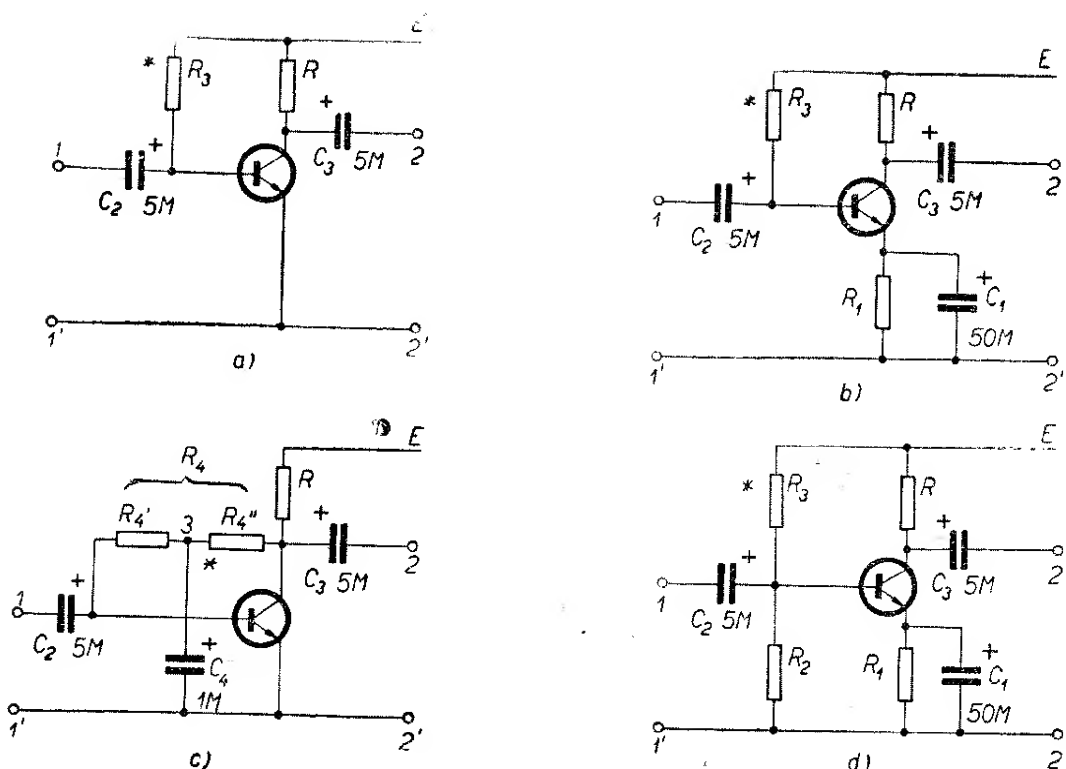 E
* R3
R
+
C3 5M
2
1
+
C2 5M
1'
2'
a)
E
* R3
R
+
C3 5M
2
1
+
C2 5M
R1
+
C1
50M
1'
2'
b)
E
R4
R
R4' 3 R4"
*
+
C3 5M
2
1
+
C2 5M
+
C4
1M
1'
2'
c)
E
* R3
R
+
C3 5M
2
1
+
C2 5M
R2
R1
+
C1
50M
1'
2
d)